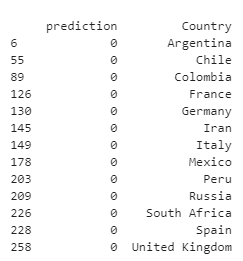 prediction Country
6 0 Argentina
55 0 Chile
89 0 Colombia
126 0 France
130 0 Germany
145 0 Iran
149 0 Italy
178 0 Mexico
203 0 Peru
209 0 Russia
226 0 South Africa
228 0 Spain
258 0 United Kingdom